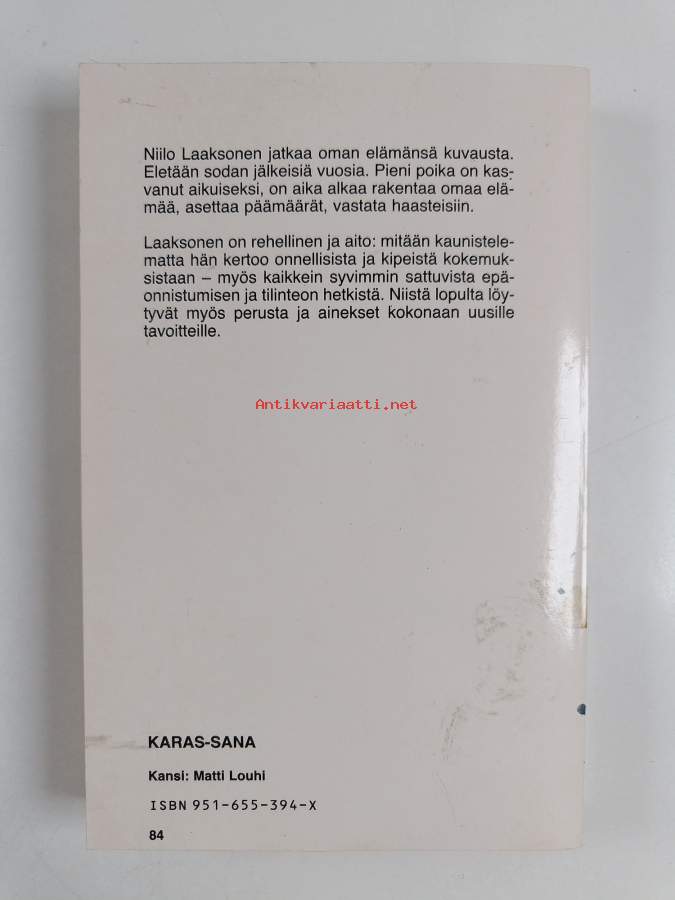 Niilo Laaksonen jatkaa oman elämänsä kuvausta.
Eletään sodan jälkeisiä vuosia. Pieni poika on kas-
vanut aikuiseksi, on aika alkaa rakentaa omaa elä-
mää, asettaa päämäärät, vastata haasteisiin.
Laaksonen on rehellinen ja aito: mitään kaunistele-
matta hän kertoo onnellisista ja kipeistä kokemuk-
sistaan – myös kaikkein syvimmin sattuvista epä-
onnistumisen ja tilinteon hetkistä. Niistä lopulta löy-
tyvät myös perusta ja ainekset kokonaan uusille
tavoitteille.
Antikvariaatti.net
KARAS-SANA
Kansi: Matti Louhi
ISBN 951-655-394-X
84